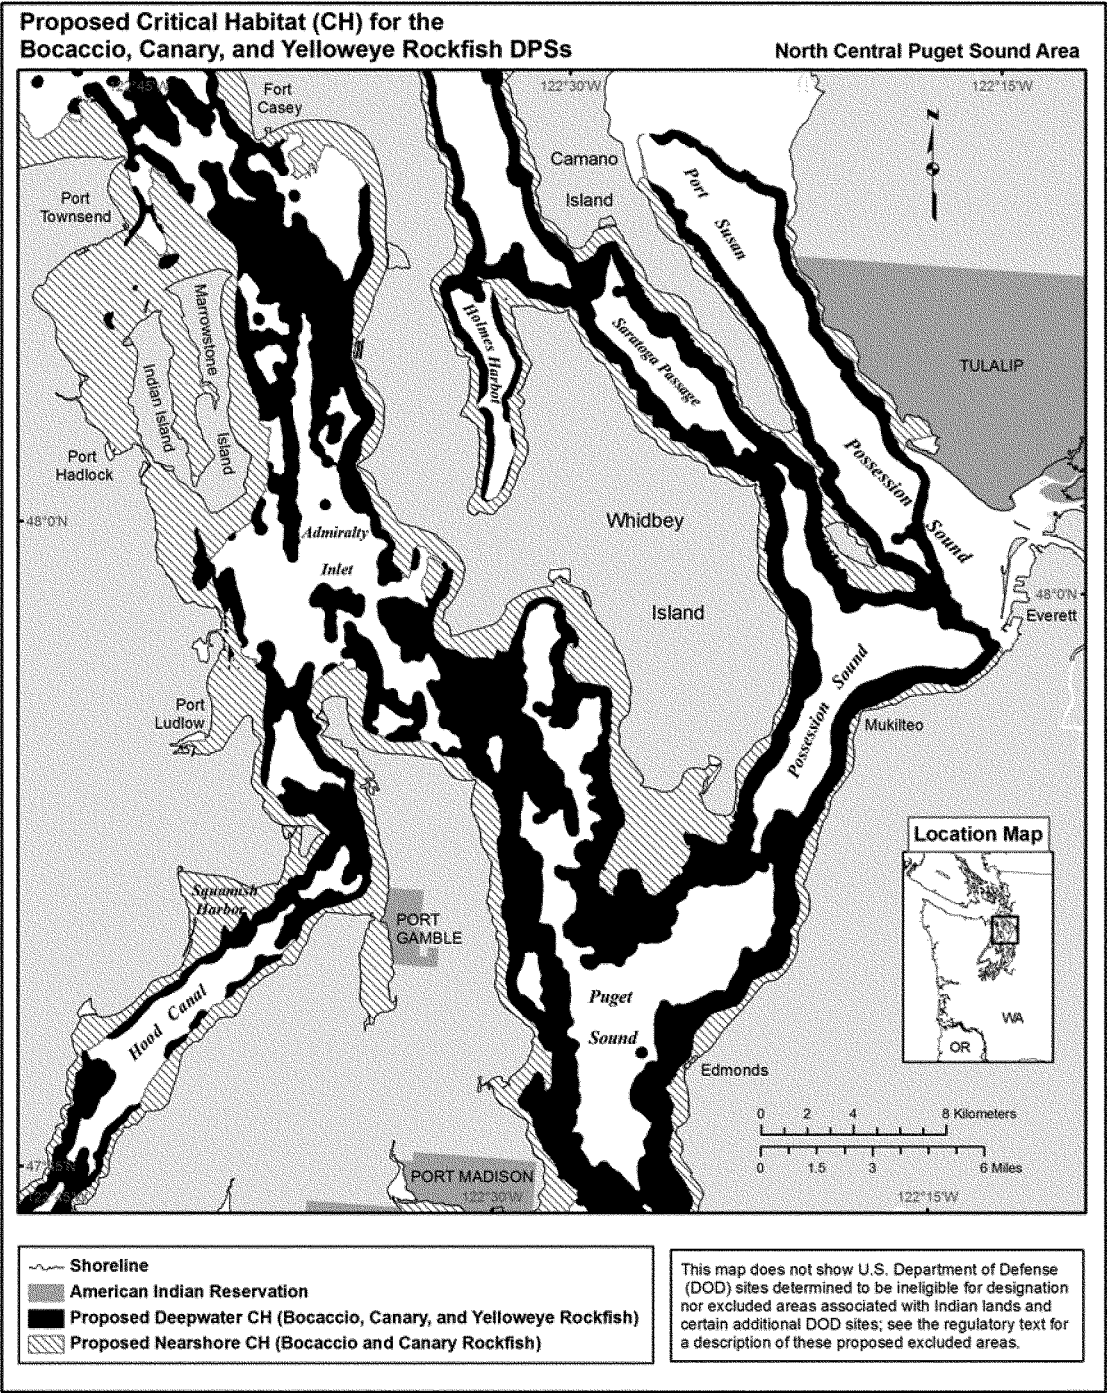 Proposed Critical Habitat (CH) for the
Bocaccio, Canary, and Yelloweye Rockfish DPSs
North Central Puget Sound Area
122°45'W
122°30'W
122°15'W
Fort
Casey
N
Camano
Island
Port
Townsend
Port
Susan
Marrowstone
Island
Indian Island
Holmes Harbor
Saratoga Passage
TULALIP
Port
Hadlock
Possession
Sound
48°0'N
Whidbey
Island
Admiralty
Inlet
48°0'N
Everett
Possession Sound
Port
Ludlow
Mukilteo
Location Map
WA
OR
Squamish
Harbor
PORT
GAMBLE
Hood Canal
Puget
Sound
Edmonds
0 2 4 8 Kilometers
0 1.5 3 6 Miles
47°45'N
122°45'W
PORT MADISON
122°30'W
122°15'W
Shoreline
American Indian Reservation
Proposed Deepwater CH (Bocaccio, Canary, and Yelloweye Rockfish)
Proposed Nearshore CH (Bocaccio and Canary Rockfish)
This map does not show U.S. Department of Defense
(DOD) sites determined to be ineligible for designation
nor excluded areas associated with Indian lands and
certain additional DOD sites; see the regulatory text for
a description of these proposed excluded areas.